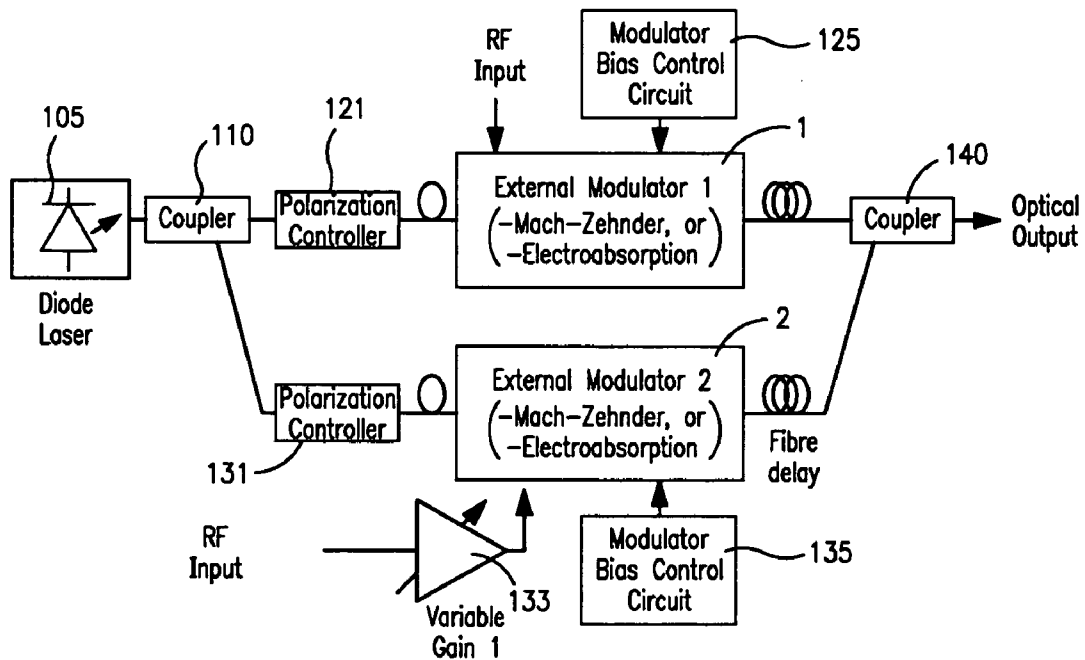 RF
Input
Modulator
Bias Control
Circuit
125
105
110
121
1
140
Coupler
Polarization
Controller
External Modulator 1
(-Mach-Zehnder, or
-Electroabsorption)
Coupler
Optical
Output
Diode
Laser
2
Polarization
Controller
131
External Modulator 2
(-Mach-Zehnder, or
-Electroabsorption)
Fibre
delay
RF
Input
133
Variable
Gain 1
Modulator
Bias Control
Circuit
135